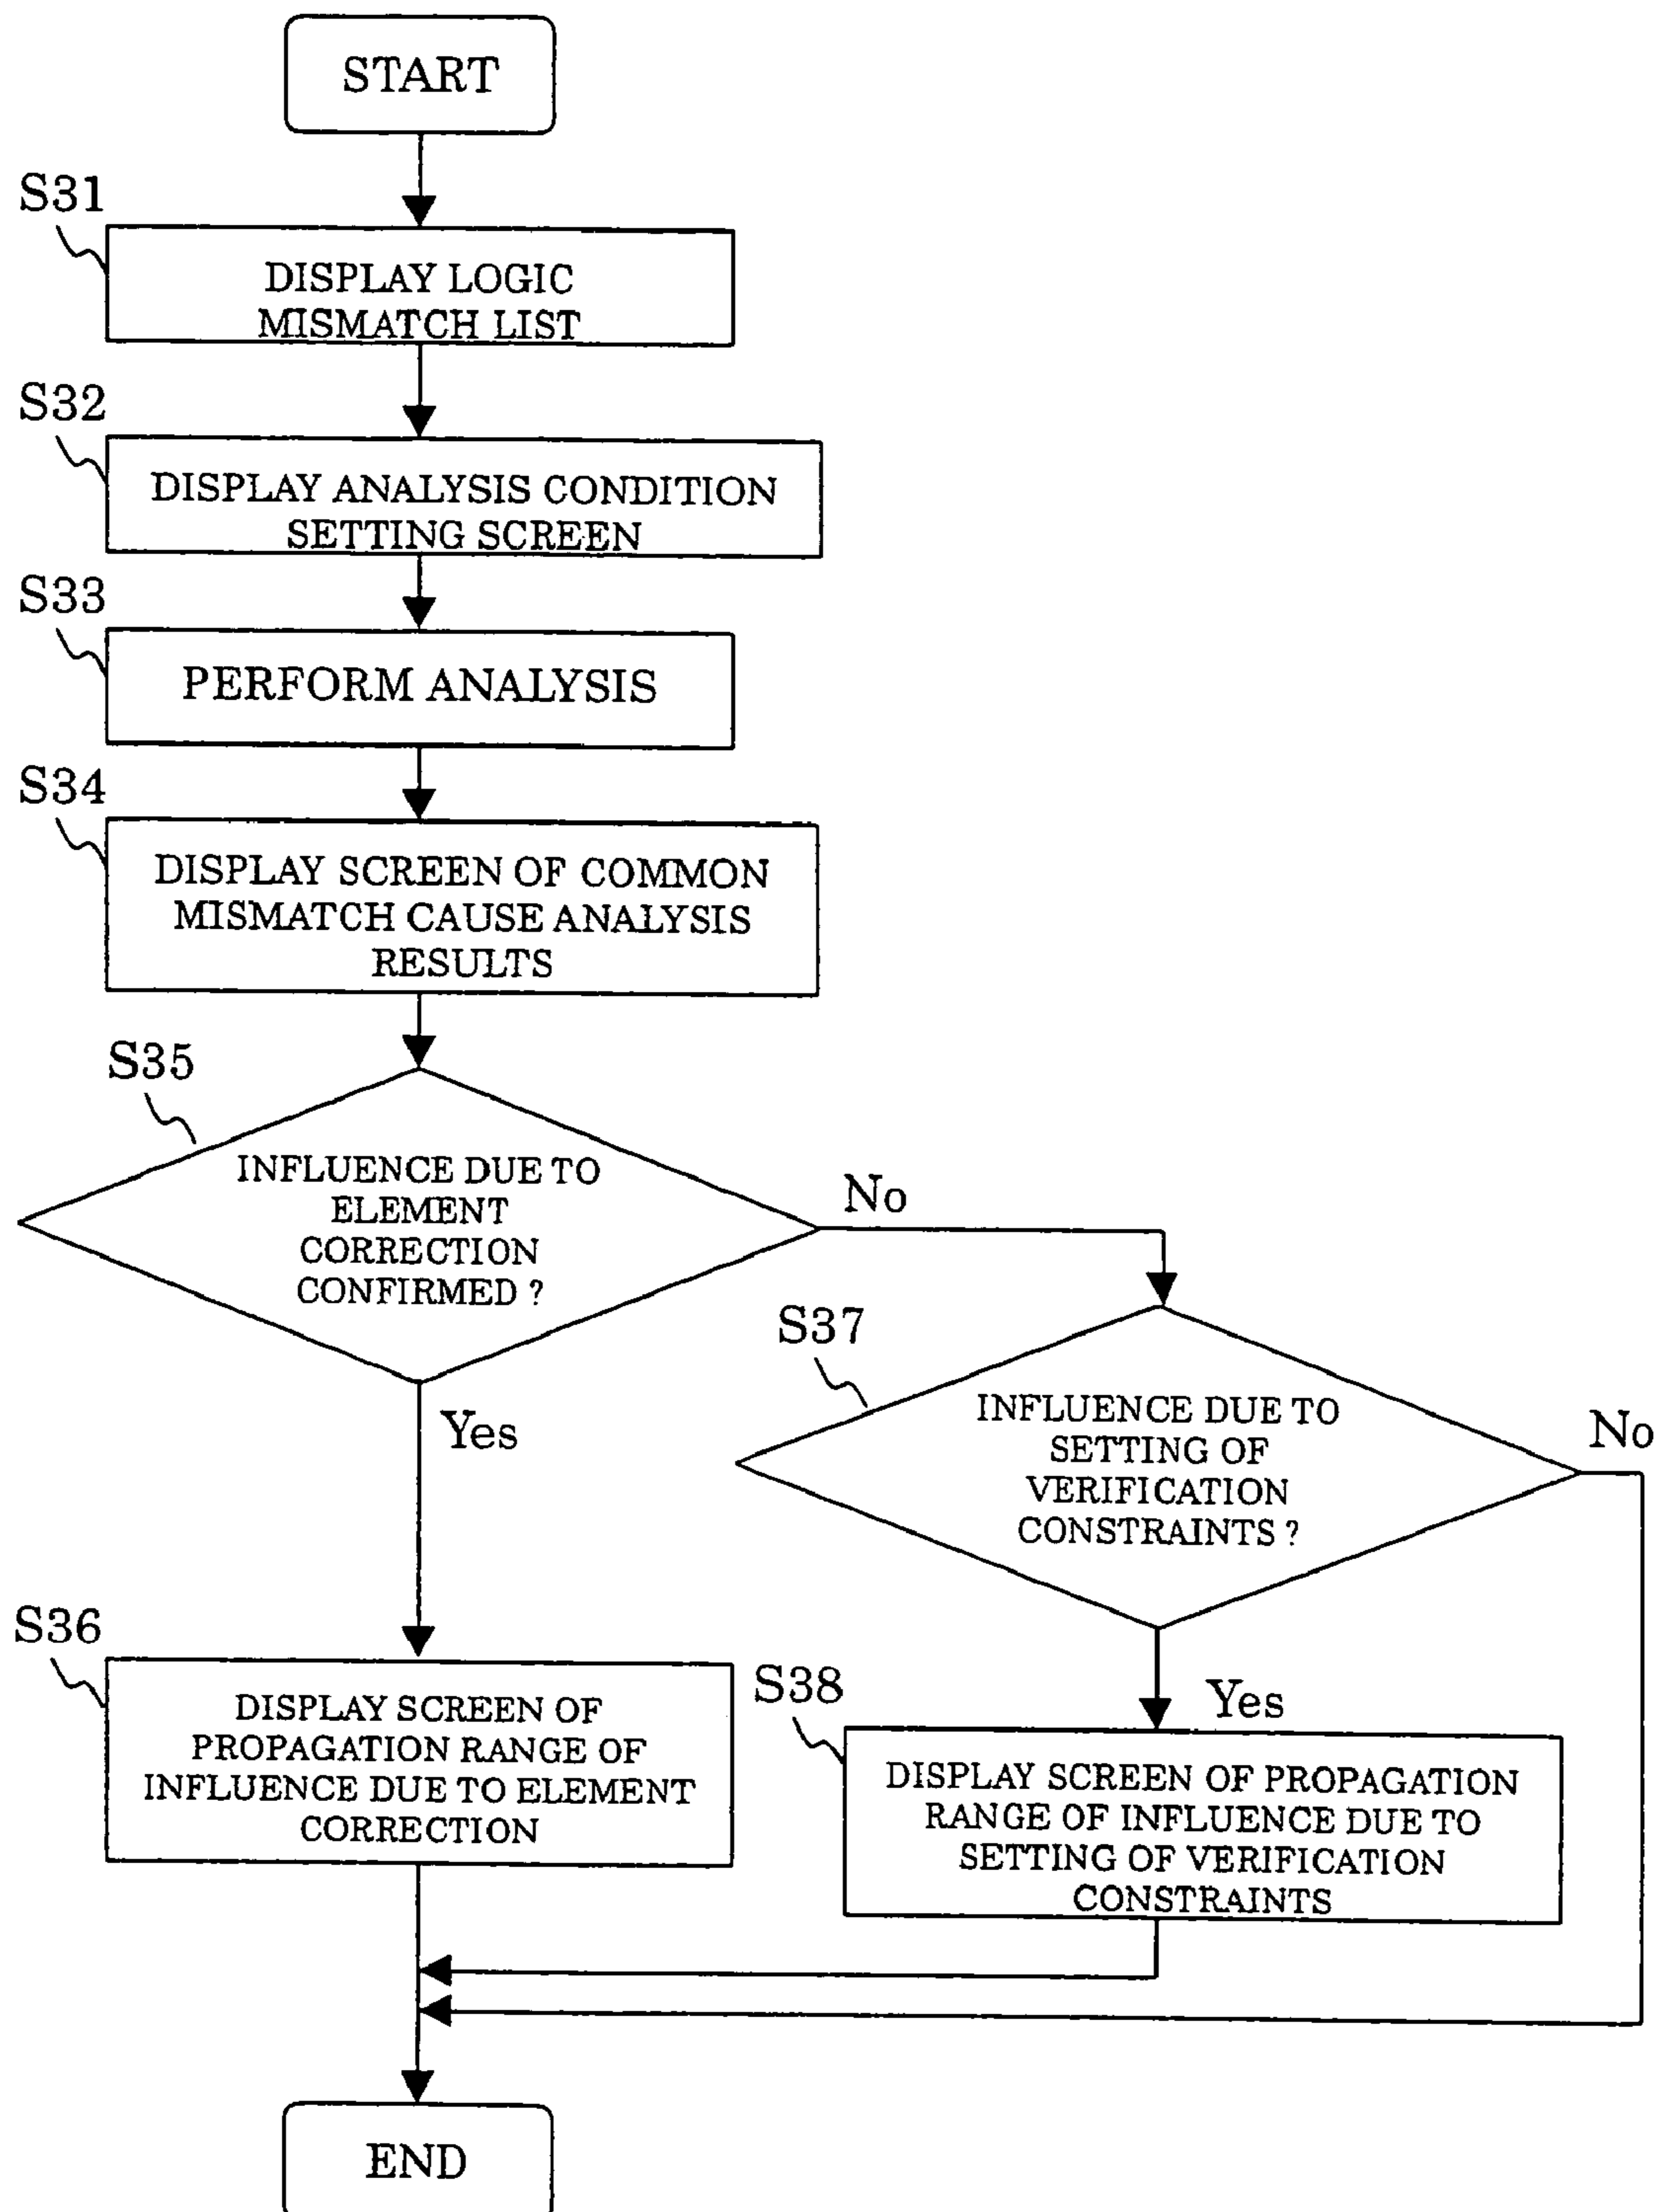 START
S31
DISPLAY LOGIC
MISMATCH LIST
S32
DISPLAY ANALYSIS CONDITION
SETTING SCREEN
S33
PERFORM ANALYSIS
S34
DISPLAY SCREEN OF COMMON
MISMATCH CAUSE ANALYSIS
RESULTS
S35
INFLUENCE DUE TO
ELEMENT
CORRECTION
CONFIRMED ?
No
Yes
S37
INFLUENCE DUE TO
SETTING OF
VERIFICATION
CONSTRAINTS ?
No
Yes
S36
DISPLAY SCREEN OF
PROPAGATION RANGE OF
INFLUENCE DUE TO ELEMENT
CORRECTION
S38
DISPLAY SCREEN OF PROPAGATION
RANGE OF INFLUENCE DUE TO
SETTING OF VERIFICATION
CONSTRAINTS
END